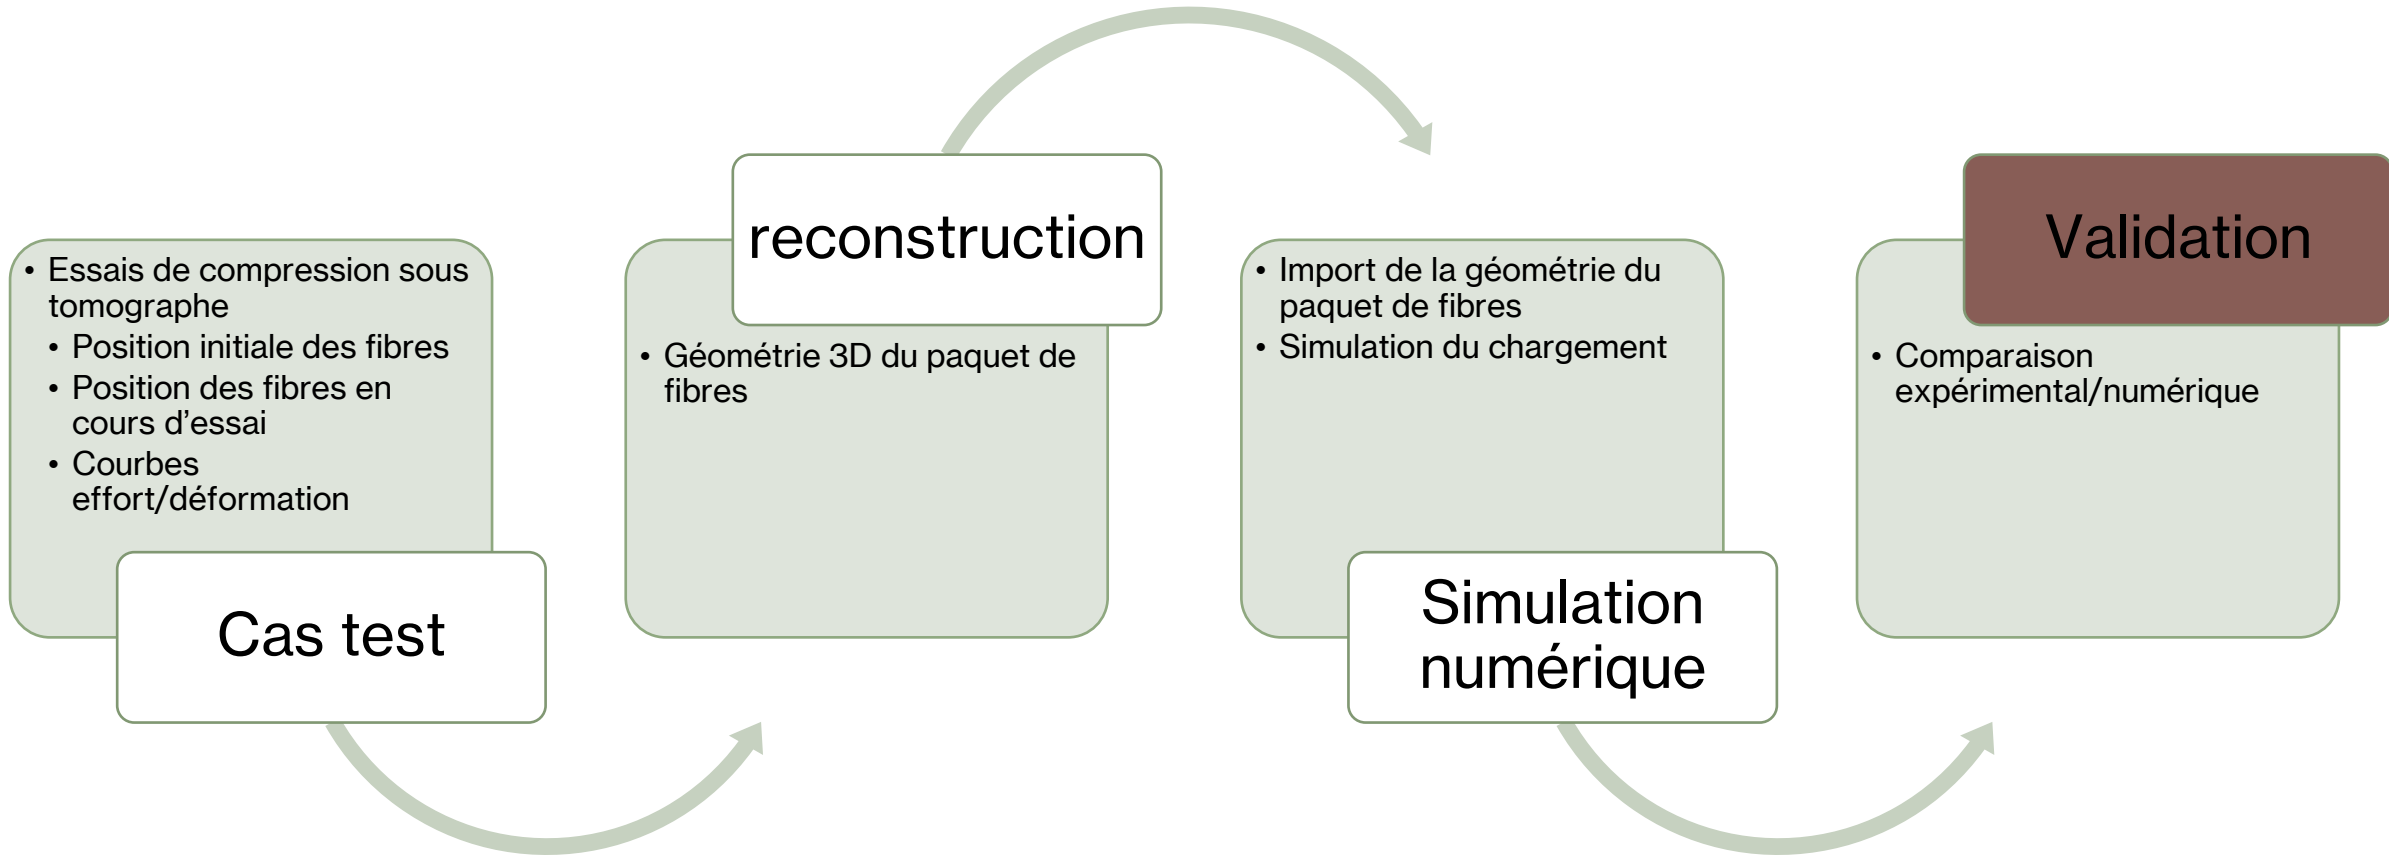 • Essais de compression sous
tomographe
• Position initiale des fibres
• Position des fibres en
cours d’essai
• Courbes
effort/déformation
Cas test
reconstruction
• Géométrie 3D du paquet de
fibres
• Import de la géométrie du
paquet de fibres
• Simulation du chargement
Simulation
numérique
Validation
• Comparaison
expérimental/numérique